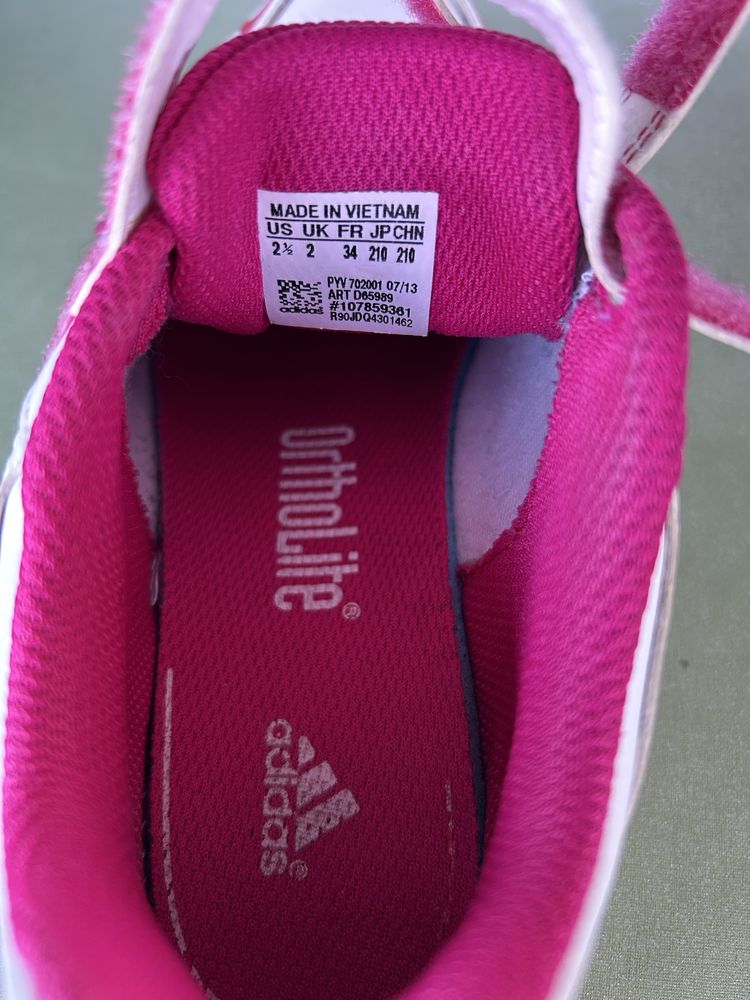 MADE IN VIETNAM
US UK FR JP CHN
2½ 2 34 210 210
PYV 702001 07/13
ART D65989
#107859361
R90JDQ4301462
adidas
OrthoLite®
adidas®